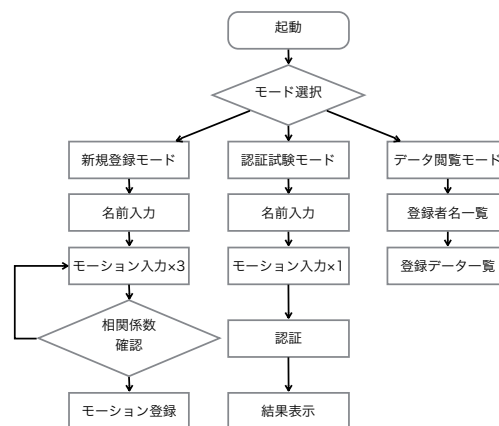 起動
モード選択
新規登録モード
認証試験モード
データ閲覧モード
名前入力
名前入力
登録者名一覧
モーション入力×3
モーション入力×1
登録データ一覧
相関係数
確認
認証
モーション登録
結果表示